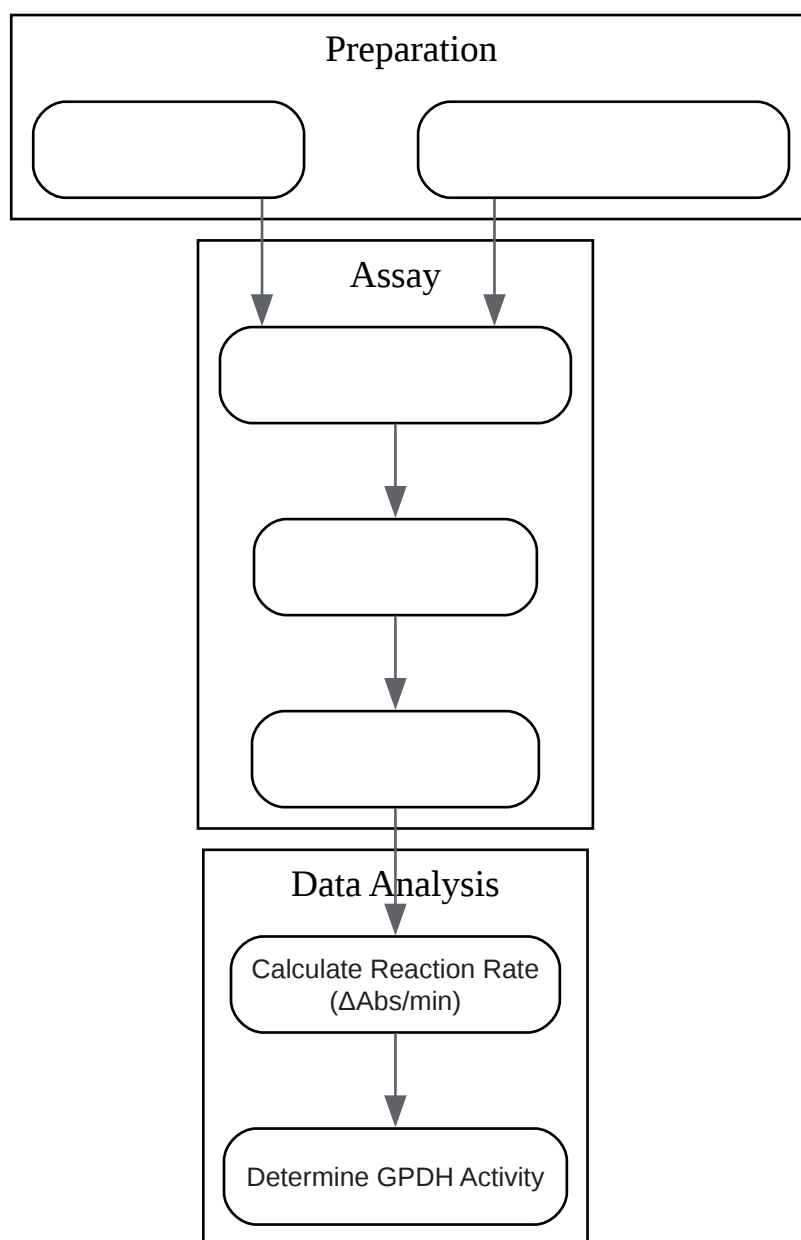 Preparation
Assay
Data Analysis
Calculate Reaction Rate
(ΔAbs/min)
Determine GPDH Activity